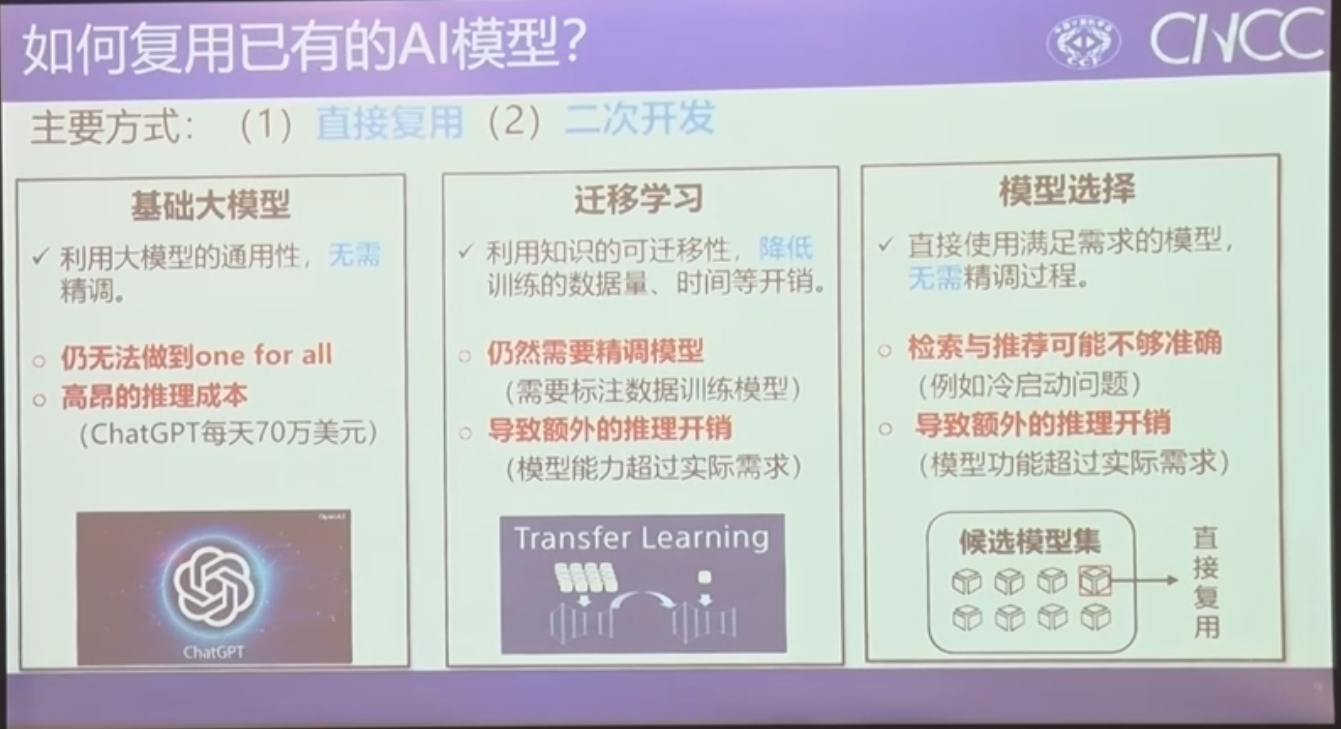 如何复用已有的AI模型？
CCF
CNCC
主要方式：（1）直接复用（2）二次开发
基础大模型
✓ 利用大模型的通用性，无需
精调。
○ 仍无法做到one for all
○ 高昂的推理成本
（ChatGPT每天70万美元）
OpenAI
ChatGPT
迁移学习
✓ 利用知识的可迁移性，降低
训练的数据量、时间等开销。
○ 仍然需要精调模型
（需要标注数据训练模型）
○ 导致额外的推理开销
（模型能力超过实际需求）
Transfer Learning
模型选择
✓ 直接使用满足需求的模型，
无需精调过程。
○ 检索与推荐可能不够准确
（例如冷启动问题）
○ 导致额外的推理开销
（模型功能超过实际需求）
候选模型集
直接复用